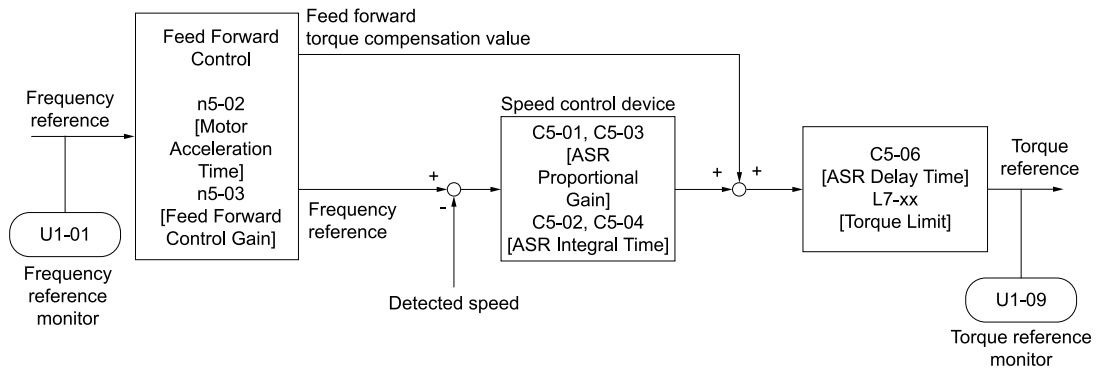 Feed forward
torque compensation value
Feed Forward
Control
n5-02
[Motor
Acceleration
Time]
n5-03
[Feed Forward
Control Gain]
Frequency
reference
U1-01
Frequency
reference
monitor
Frequency
reference
+
-
Detected speed
Speed control device
C5-01, C5-03
[ASR
Proportional
Gain]
C5-02, C5-04
[ASR Integral Time]
+
+
C5-06
[ASR Delay Time]
L7-xx
[Torque Limit]
Torque
reference
U1-09
Torque reference
monitor